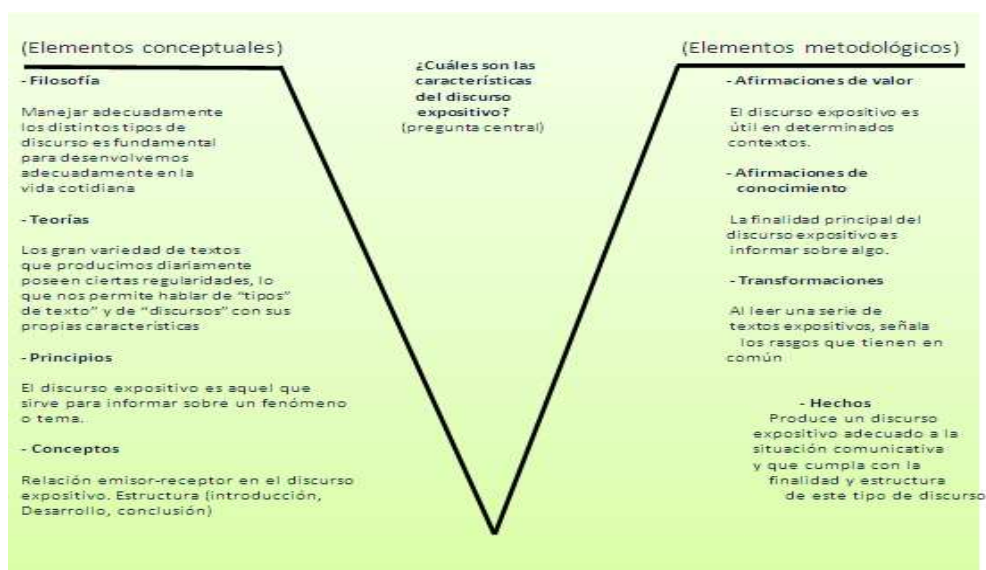 (Elementos conceptuales)
- Filosofía
Manejar adecuadamente
los distintos tipos de
discurso es fundamental
para desenvolvemos
adecuadamente en la
vida cotidiana
- Teorías
Los gran variedad de textos
que producimos diariamente
poseen ciertas regularidades, lo
que nos permite hablar de "tipos"
de texto" y de "discursos" con sus
propias características
- Principios
El discurso expositivo es aquel que
sirve para informar sobre un fenómeno
o tema.
- Conceptos
Relación emisor-receptor en el discurso
expositivo. Estructura (introducción,
Desarrollo, conclusión)
¿Cuáles son las
características
del discurso
expositivo?
(pregunta central)
(Elementos metodológicos)
- Afirmaciones de valor
El discurso expositivo es
útil en determinados
contextos.
- Afirmaciones de
conocimiento
La finalidad principal del
discurso expositivo es
informar sobre algo.
- Transformaciones
Al leer una serie de
textos expositivos, señala
los rasgos que tienen en
común
- Hechos
Produce un discurso
expositivo adecuado a la
situación comunicativa
y que cumpla con la
finalidad y estructura
de este tipo de discurso